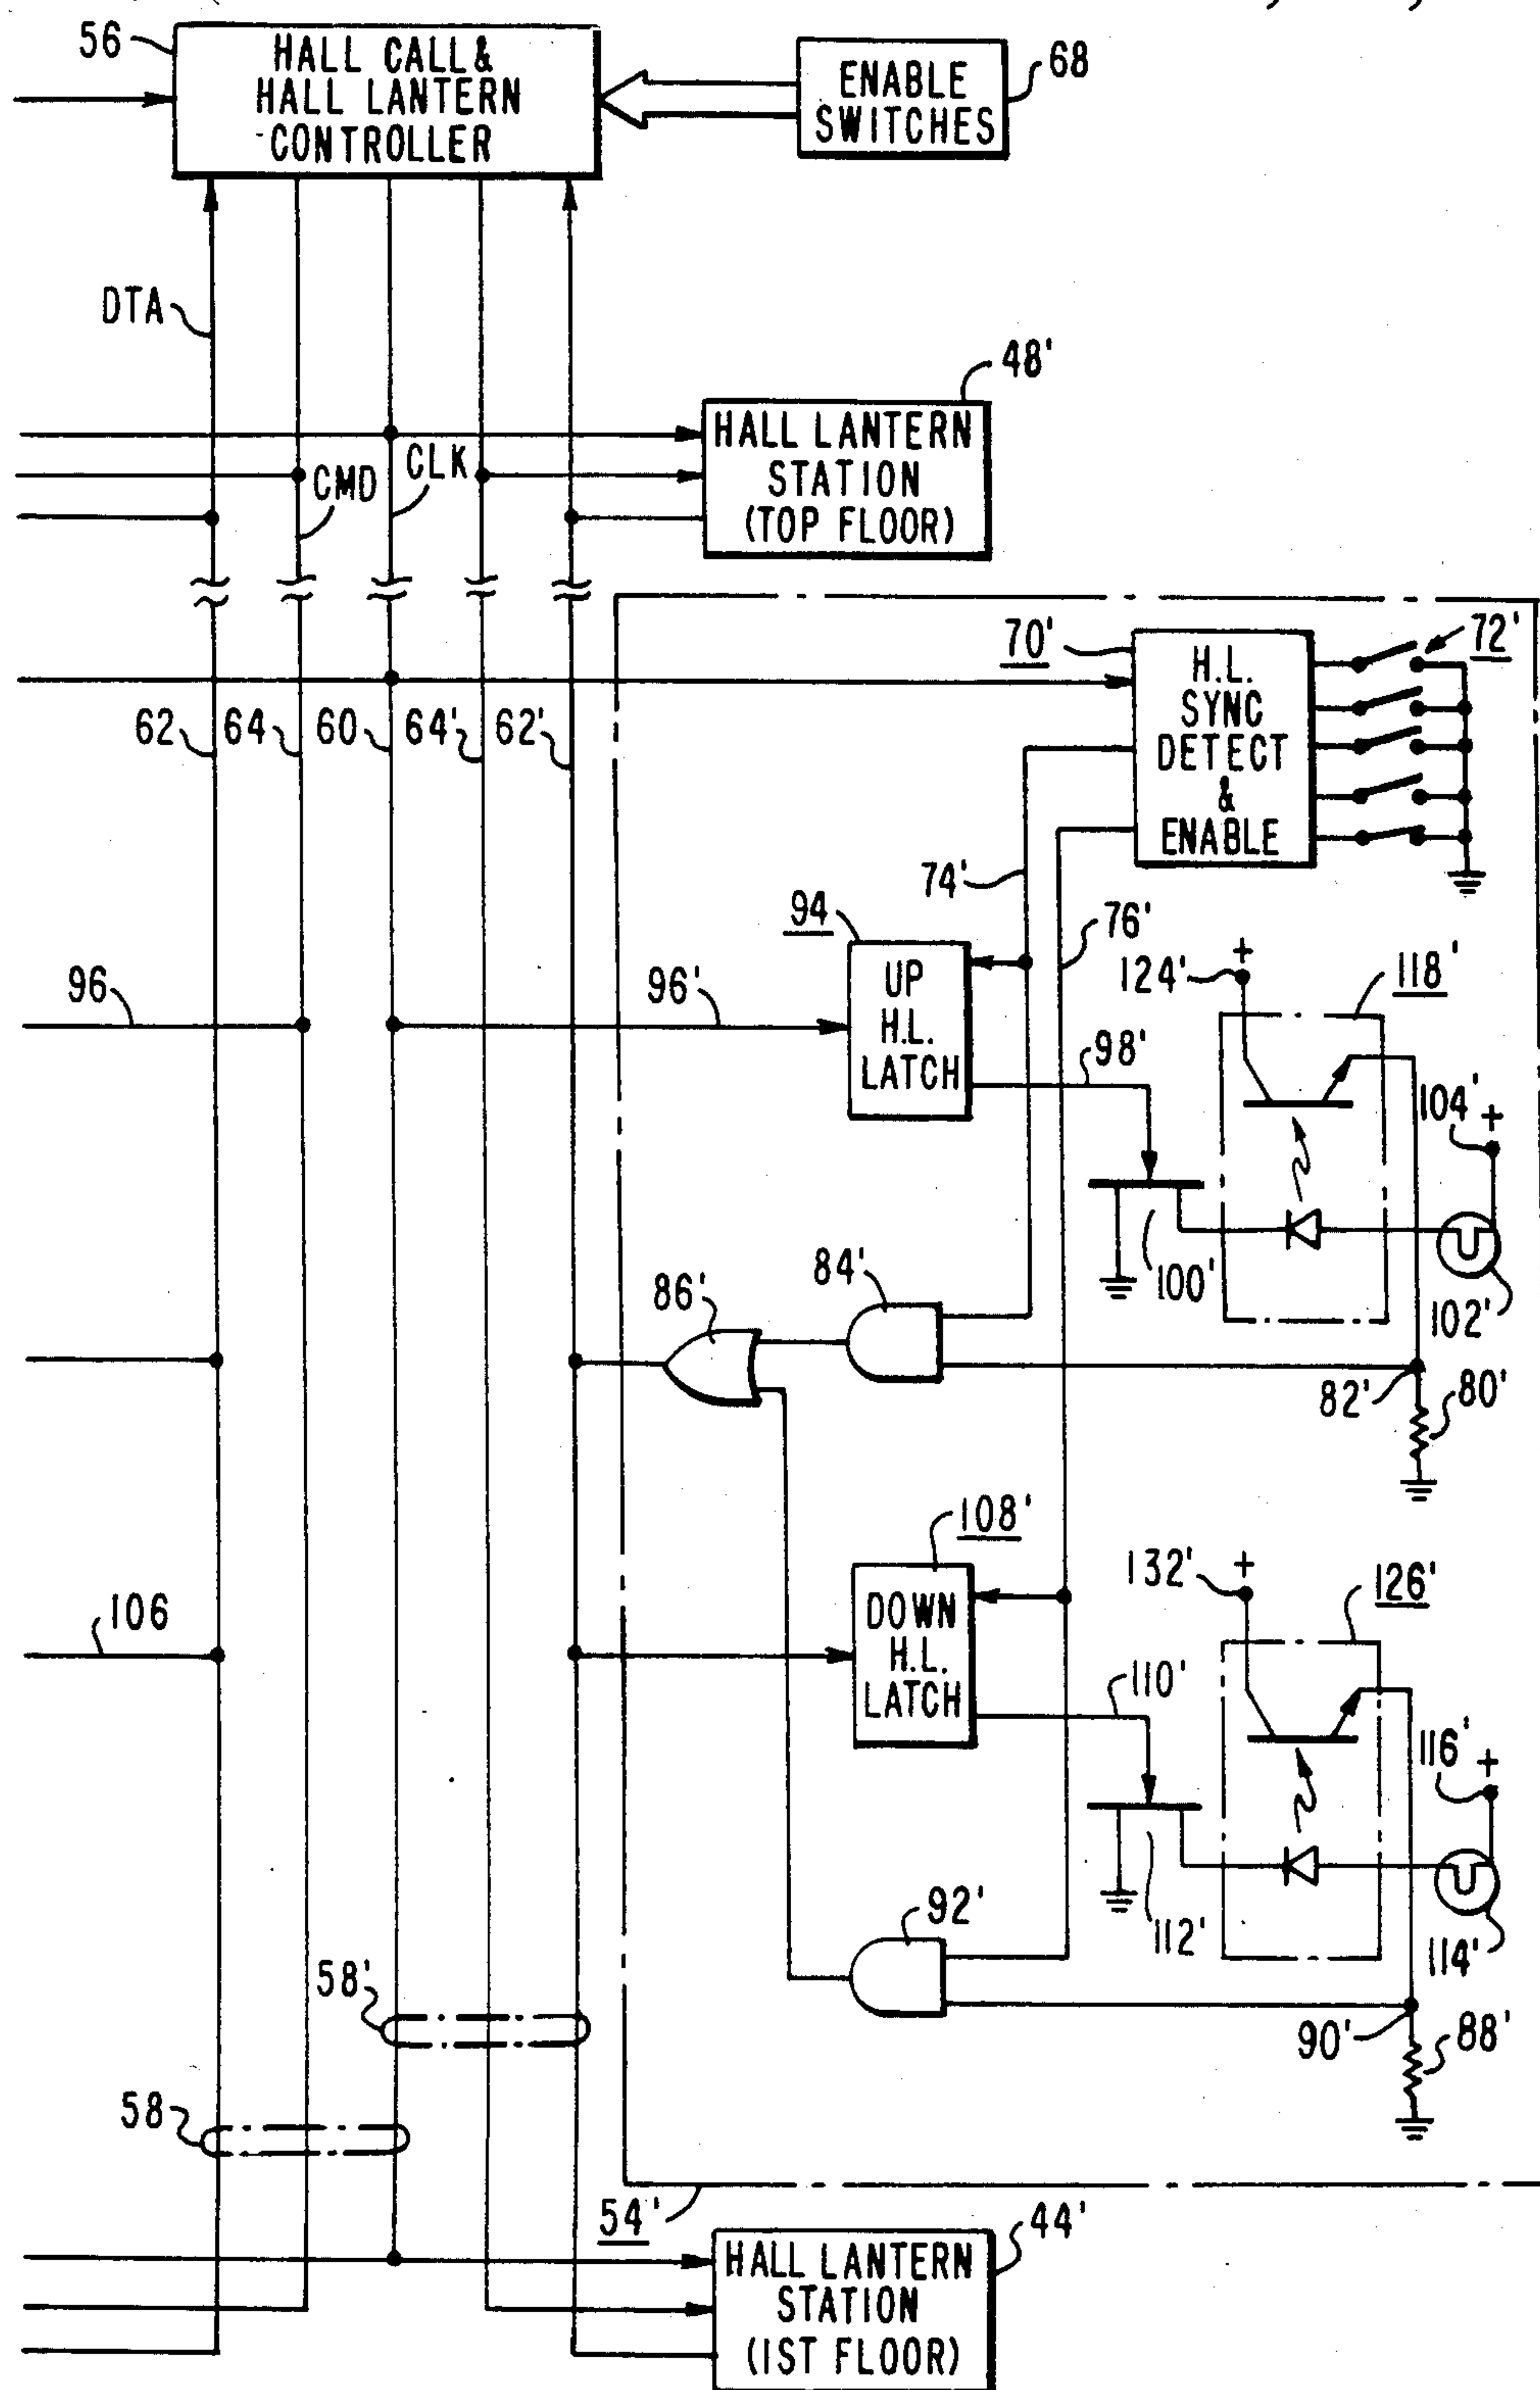 56
HALL CALL &
HALL LANTERN
CONTROLLER
ENABLE
SWITCHES
68
DTA
48'
HALL LANTERN
STATION
(TOP FLOOR)
CMD
CLK
70'
H.L.
SYNC
DETECT
&
ENABLE
72'
62
64
60
64'
62'
74'
76'
94
UP
H.L.
LATCH
96
96'
98'
124'
+
118'
104'
+
100'
102'
84'
86'
82'
80'
108'
DOWN
H.L.
LATCH
106
110'
132'
+
126'
116'
+
112'
114'
92'
90'
88'
58'
58
54'
44'
HALL LANTERN
STATION
(1ST FLOOR)